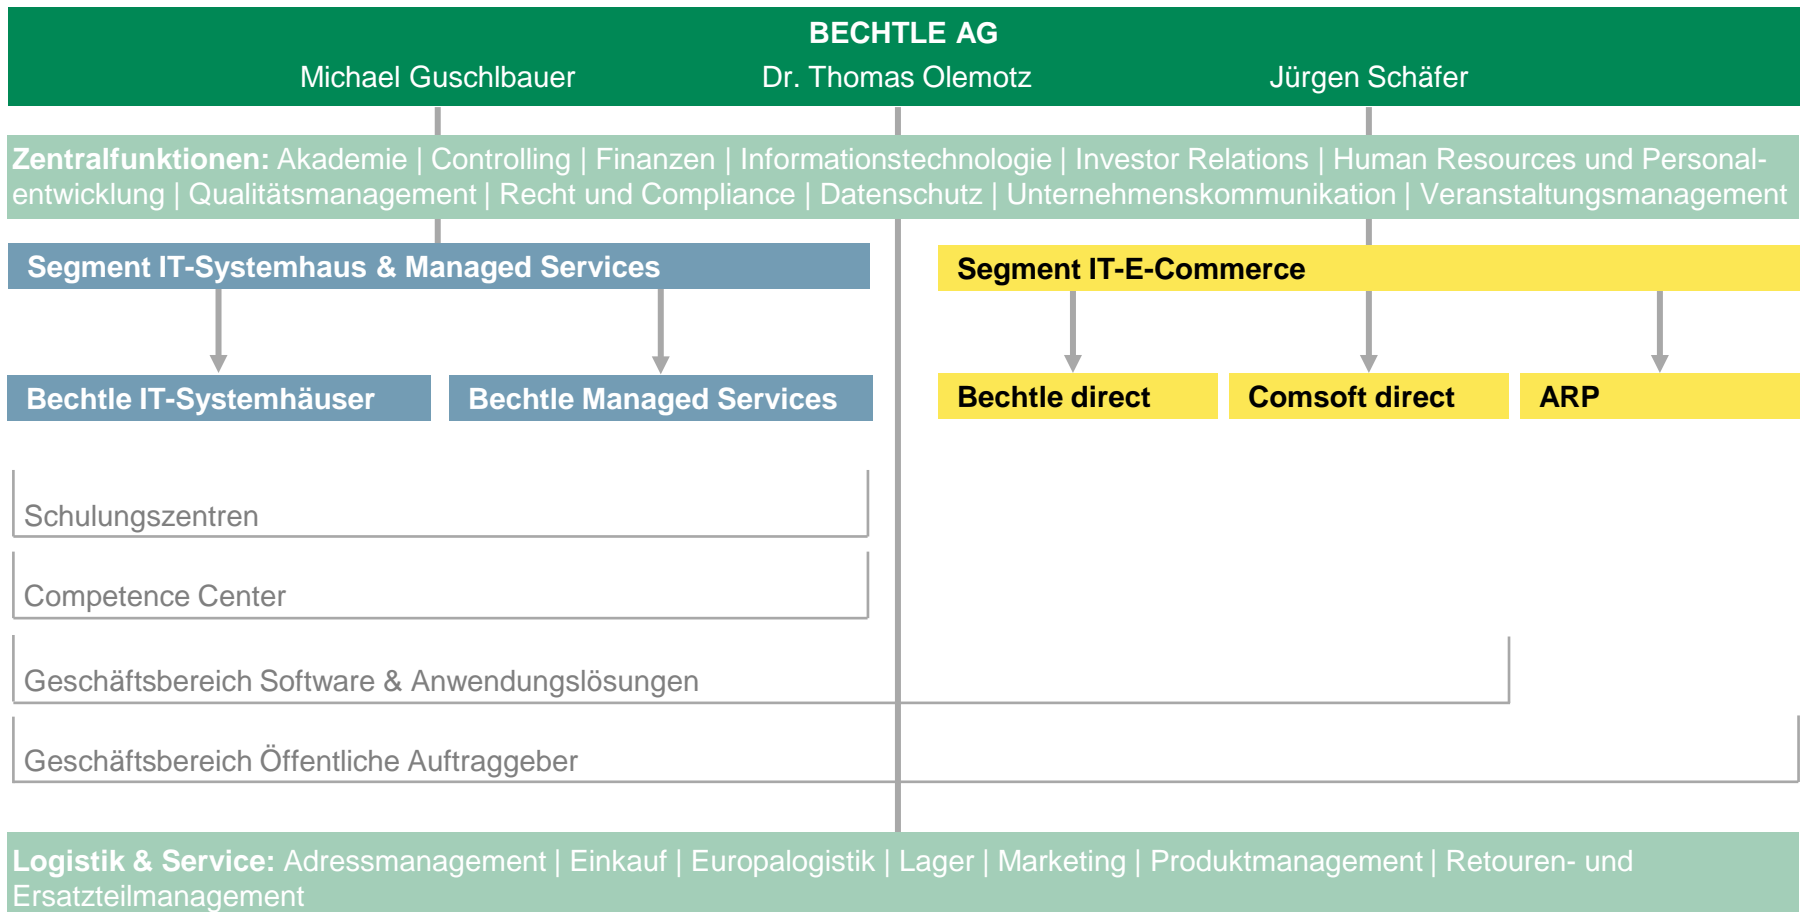 BECHTLE AG
Michael Guschlbauer Dr. Thomas Olemotz Jürgen Schäfer
Zentralfunktionen: Akademie | Controlling | Finanzen | Informationstechnologie | Investor Relations | Human Resources und Personal-
entwicklung | Qualitätsmanagement | Recht und Compliance | Datenschutz | Unternehmenskommunikation | Veranstaltungsmanagement
Segment IT-Systemhaus & Managed Services
Segment IT-E-Commerce
Bechtle IT-Systemhäuser
Bechtle Managed Services
Bechtle direct
Comsoft direct
ARP
Schulungszentren
Competence Center
Geschäftsbereich Software & Anwendungslösungen
Geschäftsbereich Öffentliche Auftraggeber
Logistik & Service: Adressmanagement | Einkauf | Europalogistik | Lager | Marketing | Produktmanagement | Retouren- und
Ersatzteilmanagement